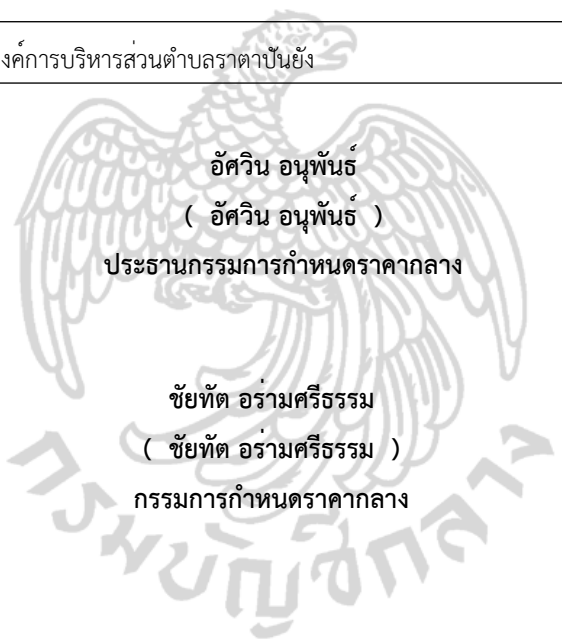 งค์การบริหารส่วนตำบลราตาปันยัง
อัศวิน อนุพันธ์
( อัศวิน อนุพันธ์ )
ประธานกรรมการกำหนดราคากลาง
ชัยทัต อร่ามศรีธรรม
( ชัยทัต อร่ามศรีธรรม )
กรรมการกำหนดราคากลาง
กรมบัญชีกลาง